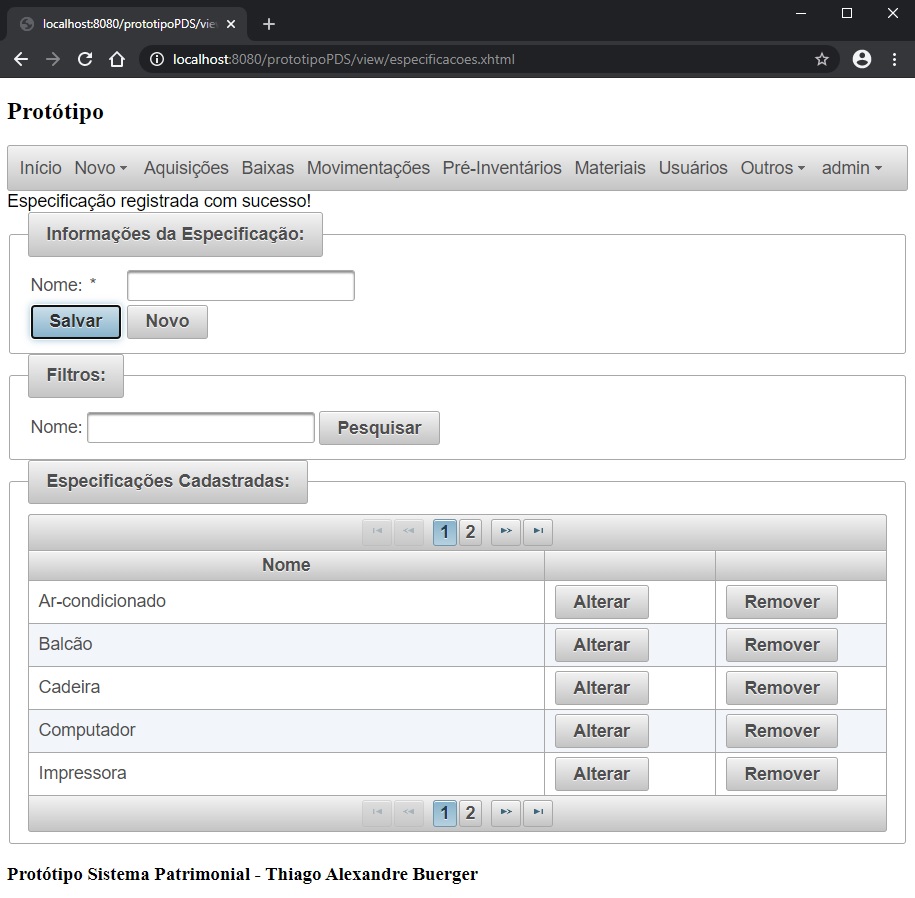 localhost:8080/prototipoPDS/vie
localhost:8080/prototipoPDS/view/especificacoes.xhtml
Protótipo
Início Novo Aquisições Baixas Movimentações Pré-Inventários Materiais Usuários Outros admin
Especificação registrada com sucesso!
Informações da Especificação:
Nome: *
Salvar Novo
Filtros:
Nome: Pesquisar
Especificações Cadastradas:
1 2
Nome
Ar-condicionado Alterar Remover
Balcão Alterar Remover
Cadeira Alterar Remover
Computador Alterar Remover
Impressora Alterar Remover
1 2
Protótipo Sistema Patrimonial - Thiago Alexandre Buerger